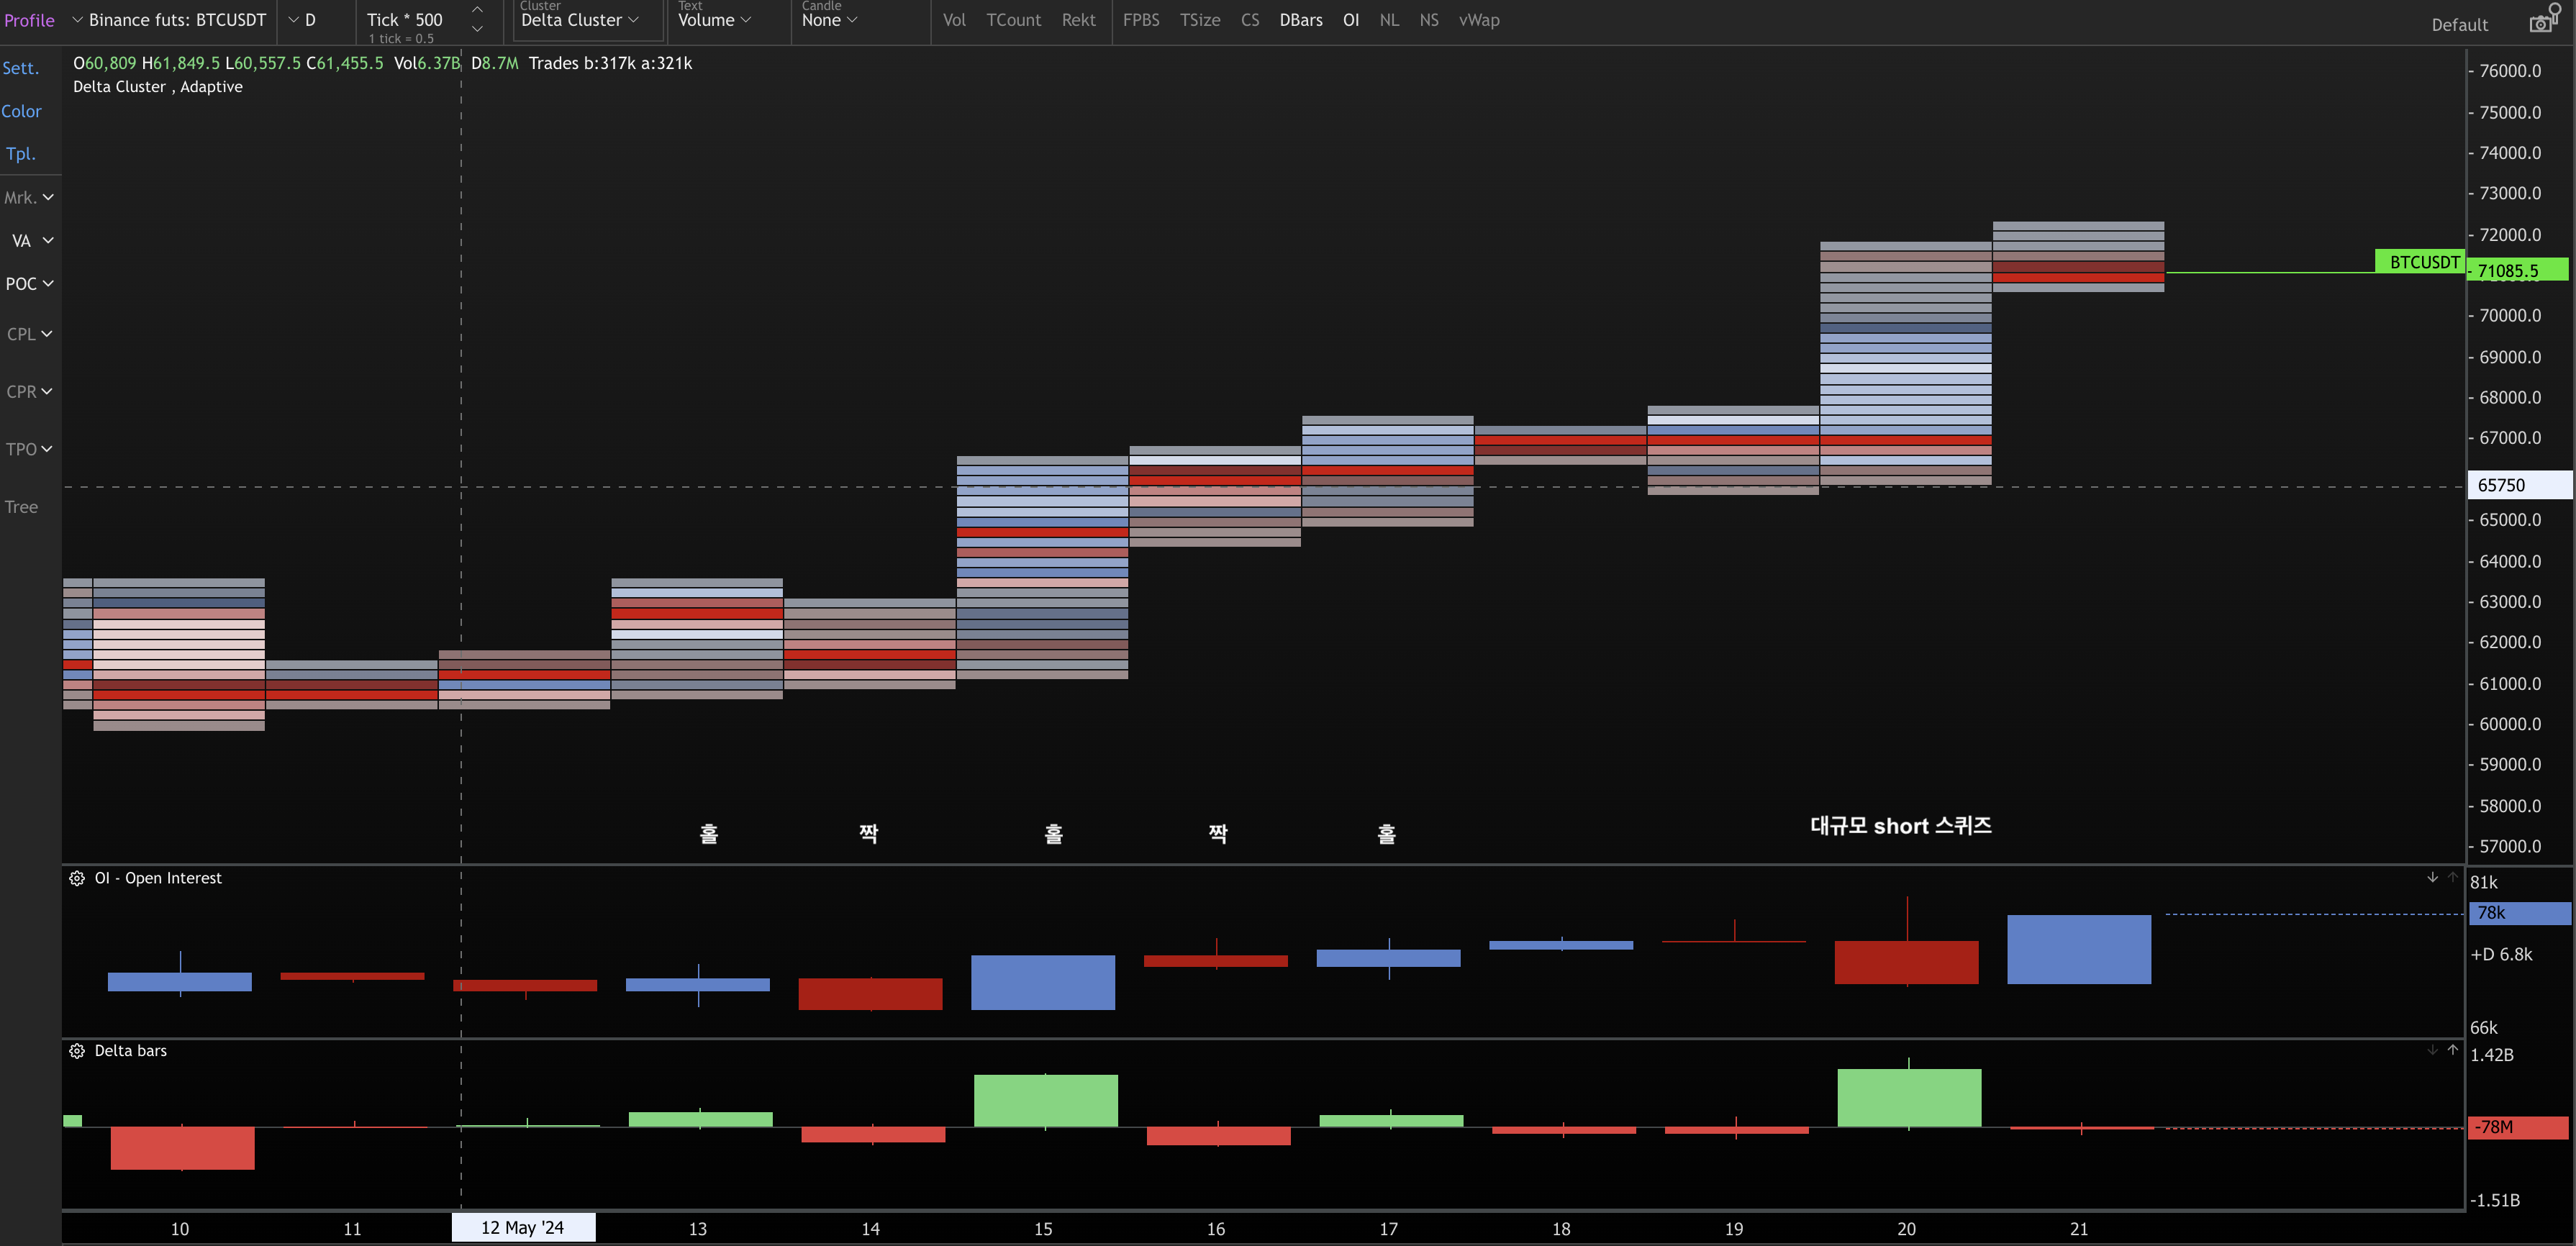 Profile Binance futs: BTCUSDT D Tick * 500 Cluster Delta Cluster Text Volume Candle None Vol TCount Rekt FPBS TSize CS DBars OI NL NS vWap Default
1 tick = 0.5
Sett.
Color
Tpl.
Mrk.
VA
POC
CPL
CPR
TPO
Tree
O60,809 H61,849.5 L60,557.5 C61,455.5 Vol6.37B D8.7M Trades b:317k a:321k
Delta Cluster , Adaptive
76000.0
75000.0
74000.0
73000.0
72000.0
BTCUSDT 71085.5
70000.0
69000.0
68000.0
67000.0
65750
65000.0
64000.0
63000.0
62000.0
61000.0
60000.0
59000.0
58000.0
57000.0
홀 짝 홀 짝 홀 대규모 short 스퀴즈
OI - Open Interest
81k
78k
+D 6.8k
66k
Delta bars
1.42B
-78M
-1.51B
10 11 12 May '24 13 14 15 16 17 18 19 20 21